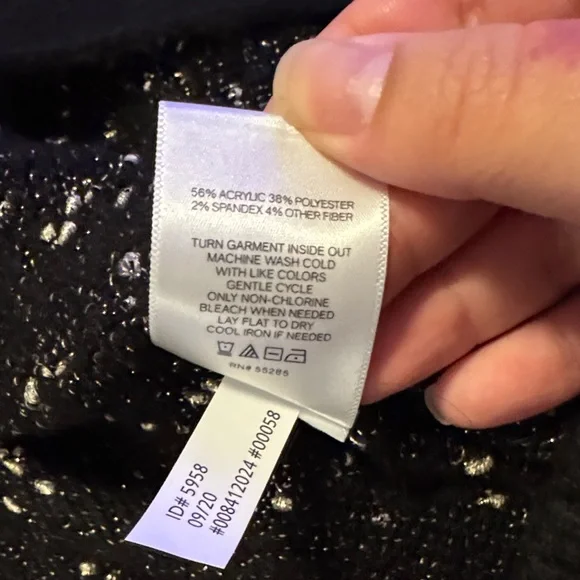 56% ACRYLIC 38% POLYESTER
2% SPANDEX 4% OTHER FIBER
TURN GARMENT INSIDE OUT
MACHINE WASH COLD
WITH LIKE COLORS
GENTLE CYCLE
ONLY NON-CHLORINE
BLEACH WHEN NEEDED
LAY FLAT TO DRY
COOL IRON IF NEEDED
RN# 55285
ID# 5958
09/20
#008412024 #00058